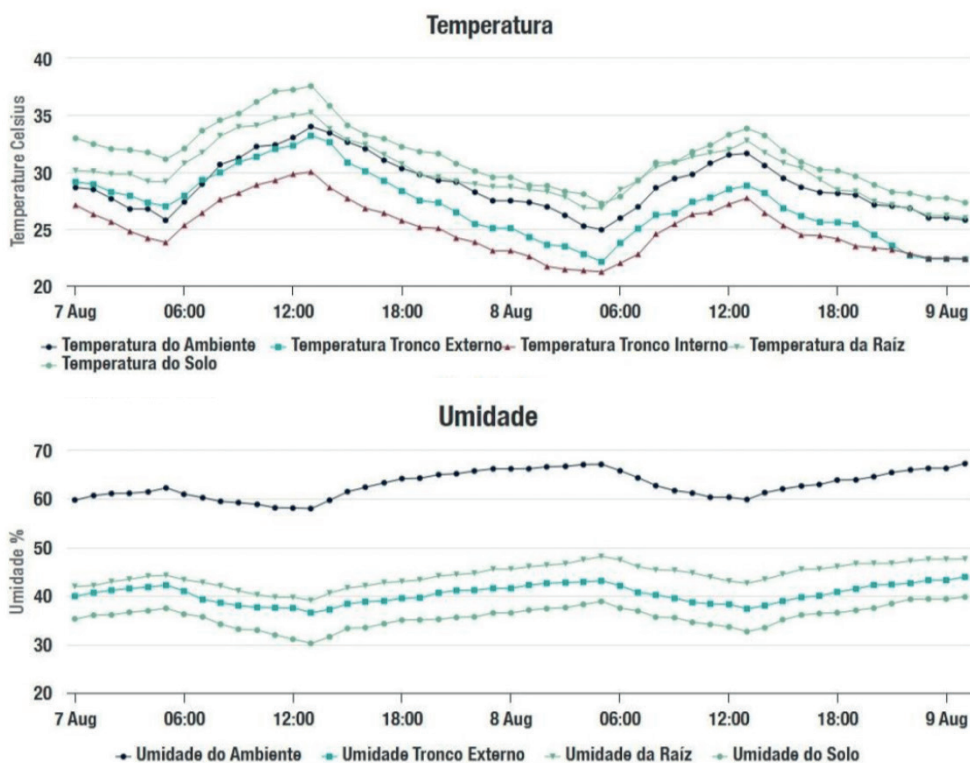 Temperatura
Temperature Celsius
40
35
30
25
20
7 Aug 06:00 12:00 18:00 8 Aug 06:00 12:00 18:00 9 Aug
Temperatura do Ambiente Temperatura Tronco Externo Temperatura Tronco Interno Temperatura da Raíz
Temperatura do Solo
Umidade
Umidade %
70
60
50
40
30
20
7 Aug 06:00 12:00 18:00 8 Aug 06:00 12:00 18:00 9 Aug
Umidade do Ambiente Umidade Tronco Externo Umidade da Raíz Umidade do Solo